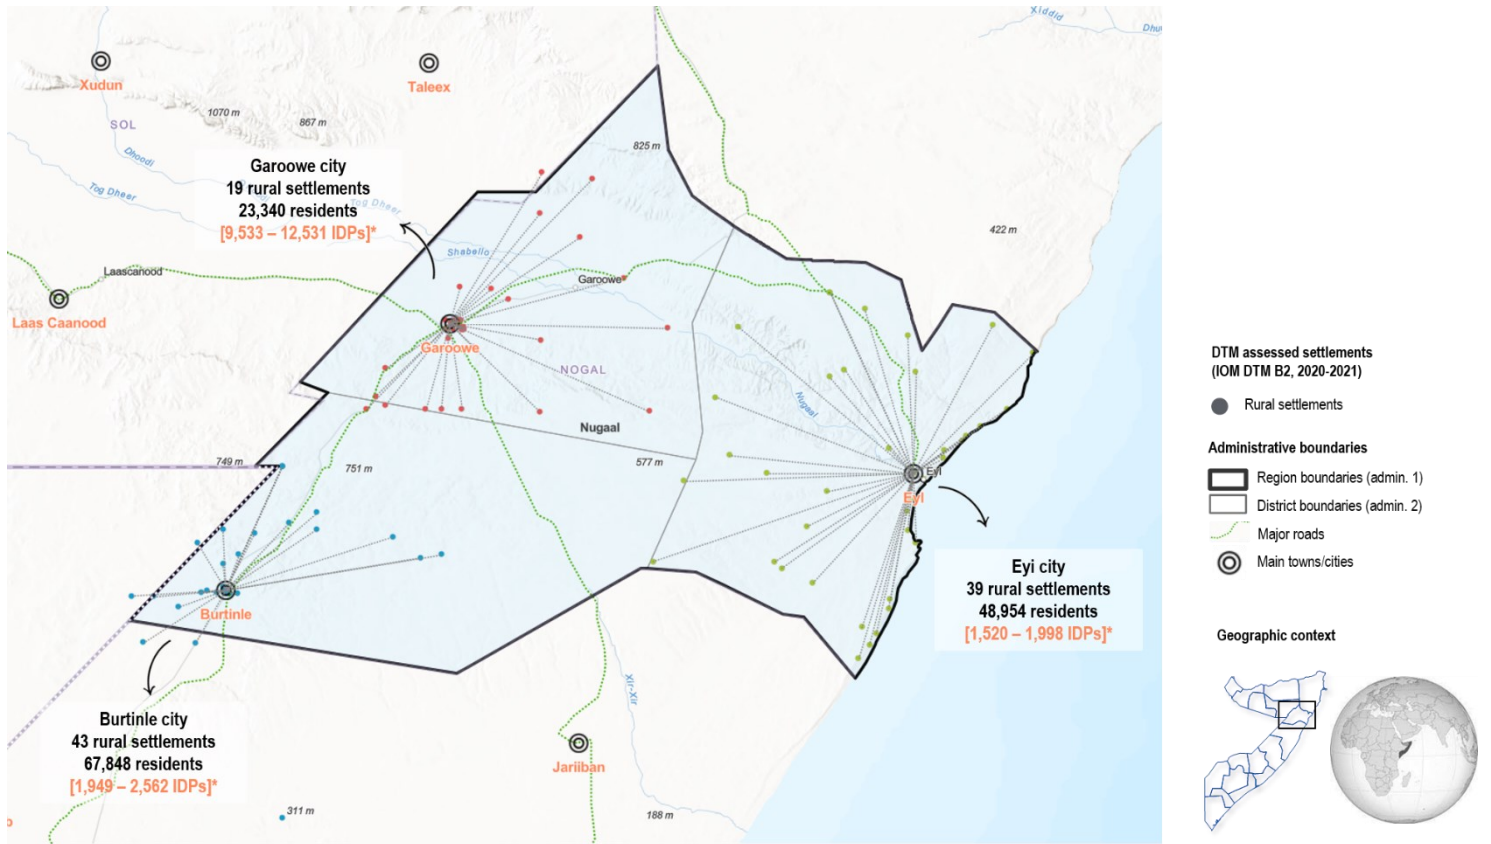 Xiddid
Dhu
Xudun
Taleex
1070 m
867 m
SOL
Dhoodi
825 m
Garoowe city
19 rural settlements
23,340 residents
[9,533 – 12,531 IDPs]*
Tog Dheer
Tog Dheer
422 m
Shabello
Laascanood
Garoowe
Laas Caanood
Garoowe
NOGAL
Nugaal
Nugaal
749 m
751 m
577 m
Eyl
Eyl
Eyi city
39 rural settlements
48,954 residents
[1,520 – 1,998 IDPs]*
Burtinle
Xir-Xir
Burtinle city
43 rural settlements
67,848 residents
[1,949 – 2,562 IDPs]*
Jariiban
311 m
188 m
o
DTM assessed settlements
(IOM DTM B2, 2020-2021)
Rural settlements
Administrative boundaries
Region boundaries (admin. 1)
District boundaries (admin. 2)
Major roads
Main towns/cities
Geographic context